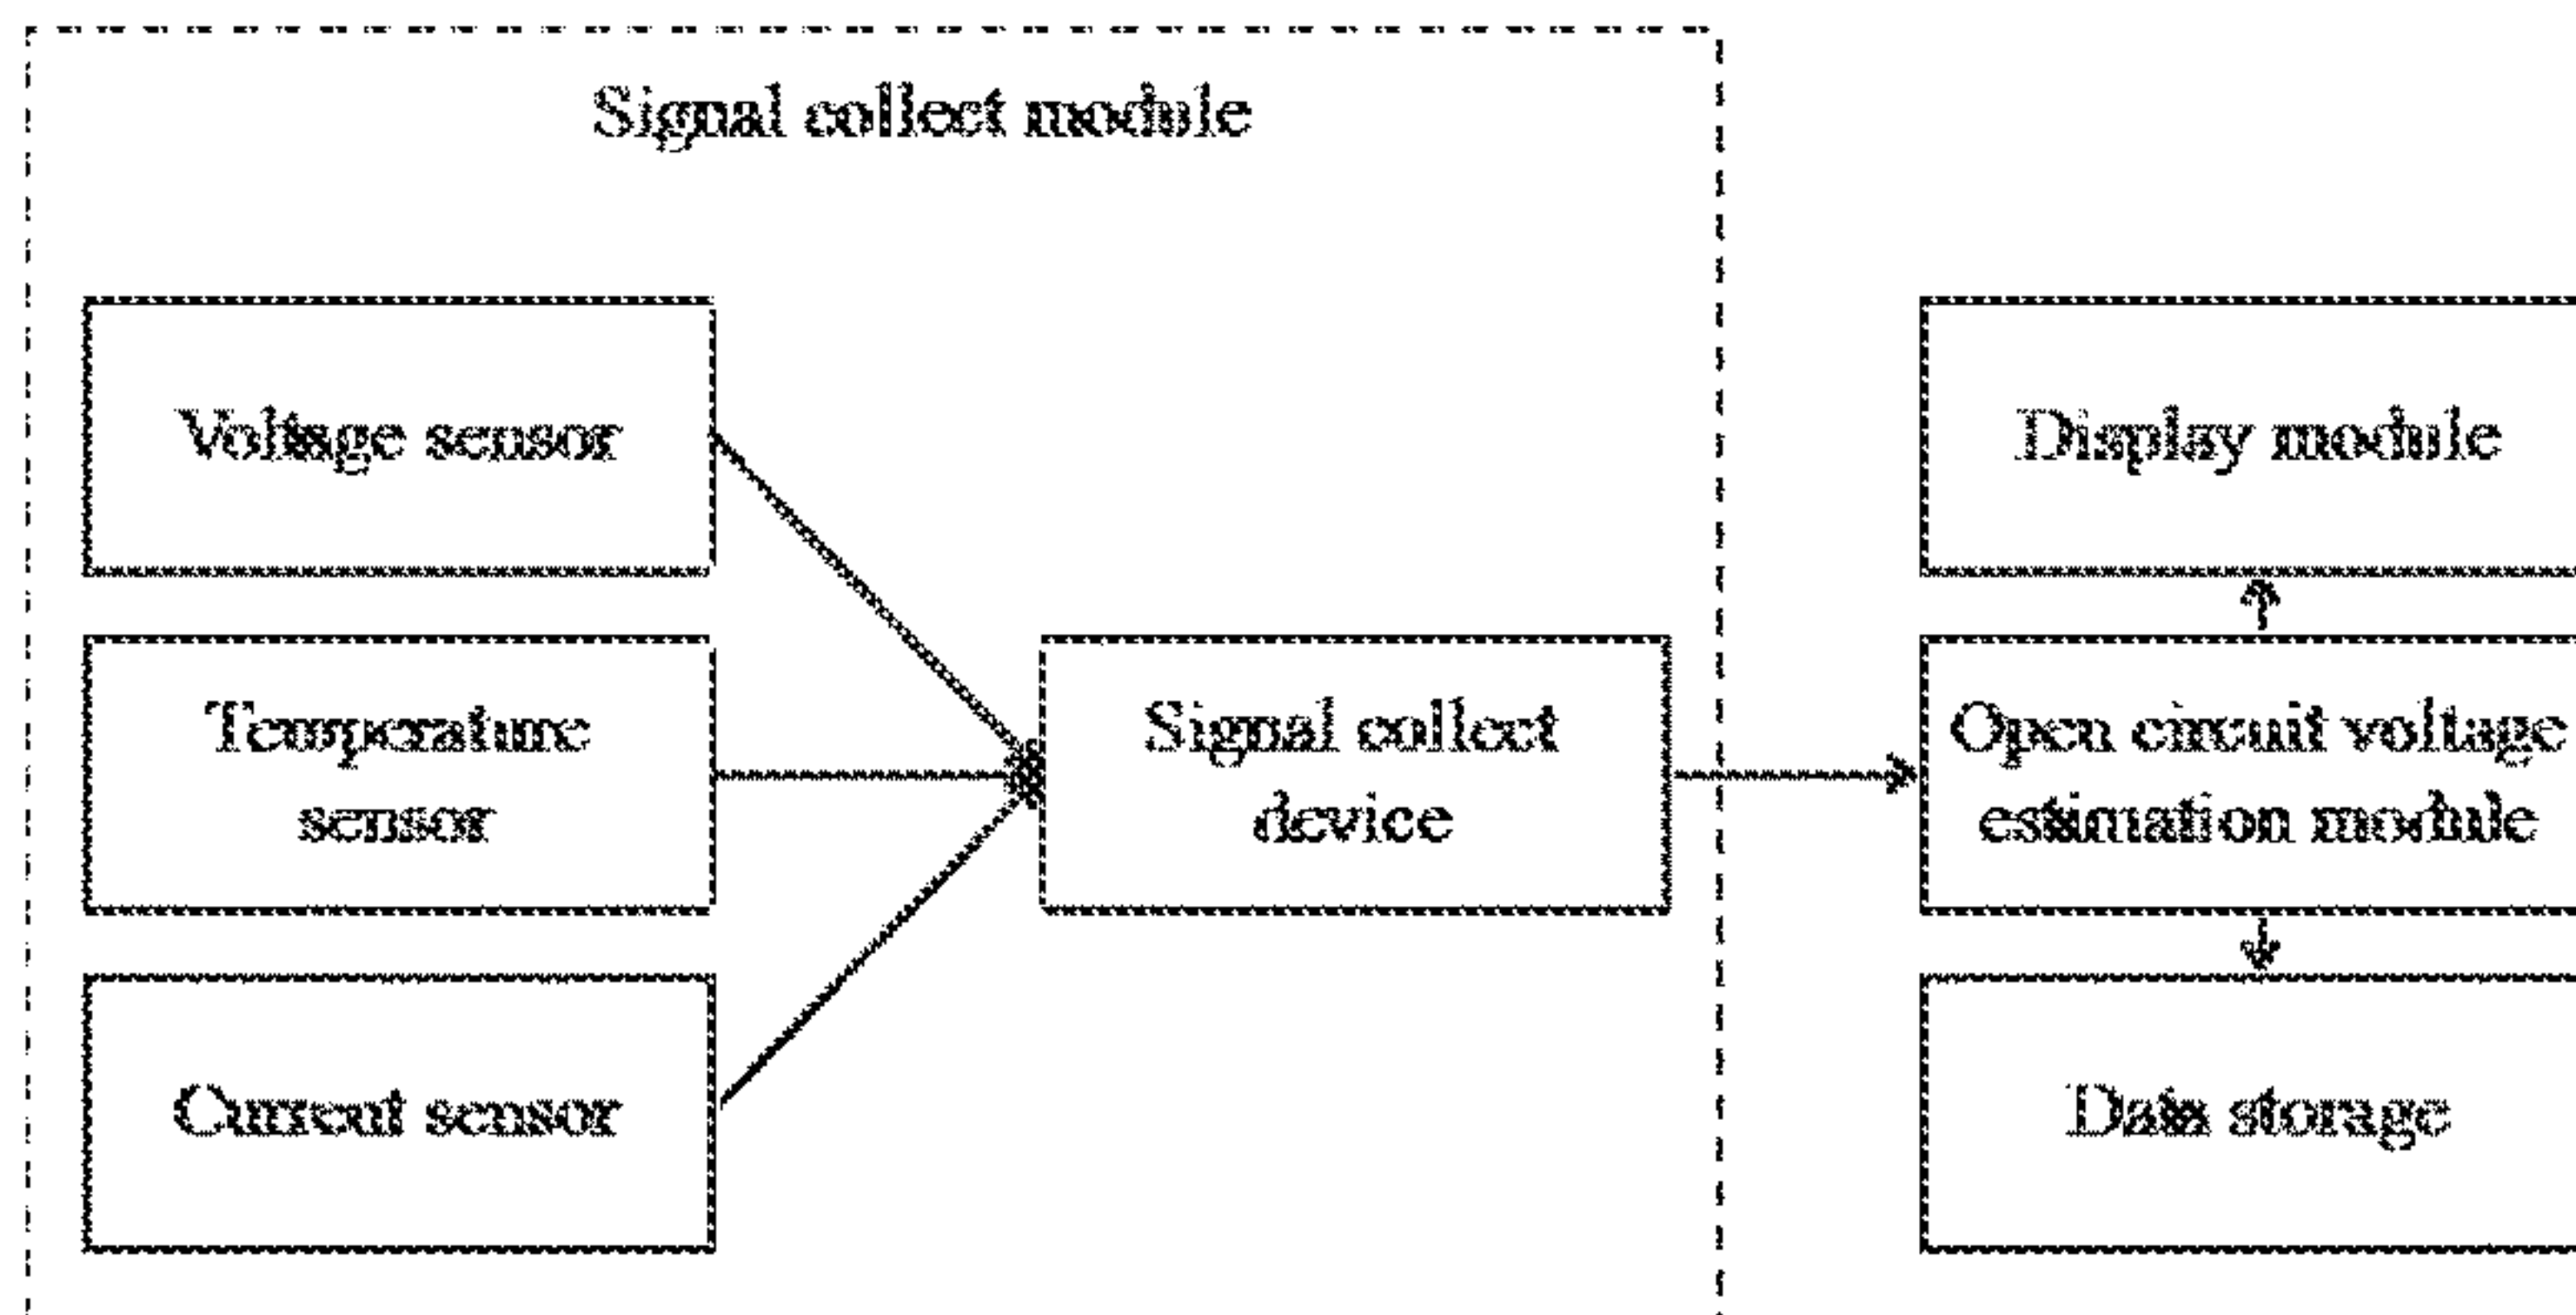 Signal collect module
Voltage sensor
Display module
Temperature
sensor
Signal collect
device
Open circuit voltage
estimation module
Current sensor
Data storage